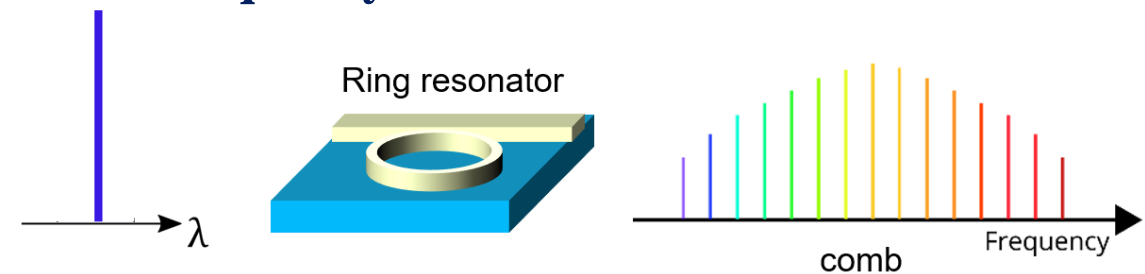 Ring resonator
λ
Frequency
comb